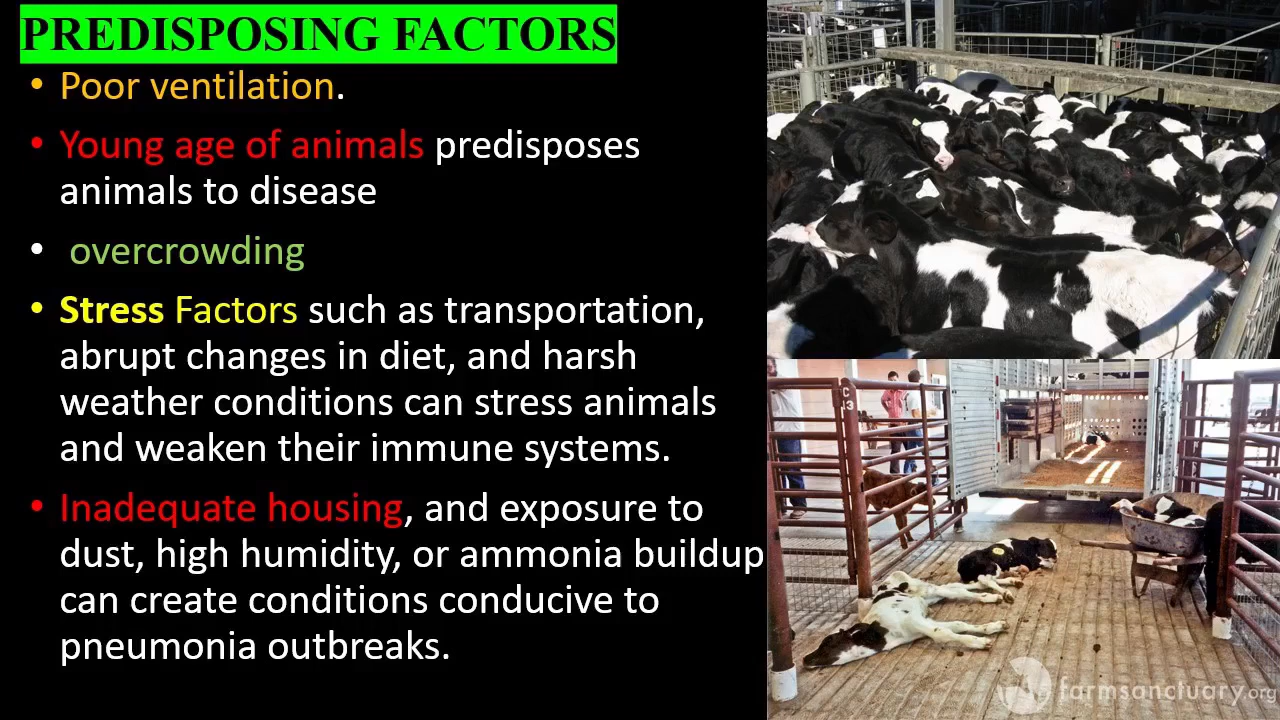 PREDISPOSING FACTORS
• Poor ventilation.
• Young age of animals predisposes
animals to disease
• overcrowding
• Stress Factors such as transportation,
abrupt changes in diet, and harsh
weather conditions can stress animals
and weaken their immune systems.
• Inadequate housing, and exposure to
dust, high humidity, or ammonia buildup
can create conditions conducive to
pneumonia outbreaks.
C
13
farmsanctuary.org